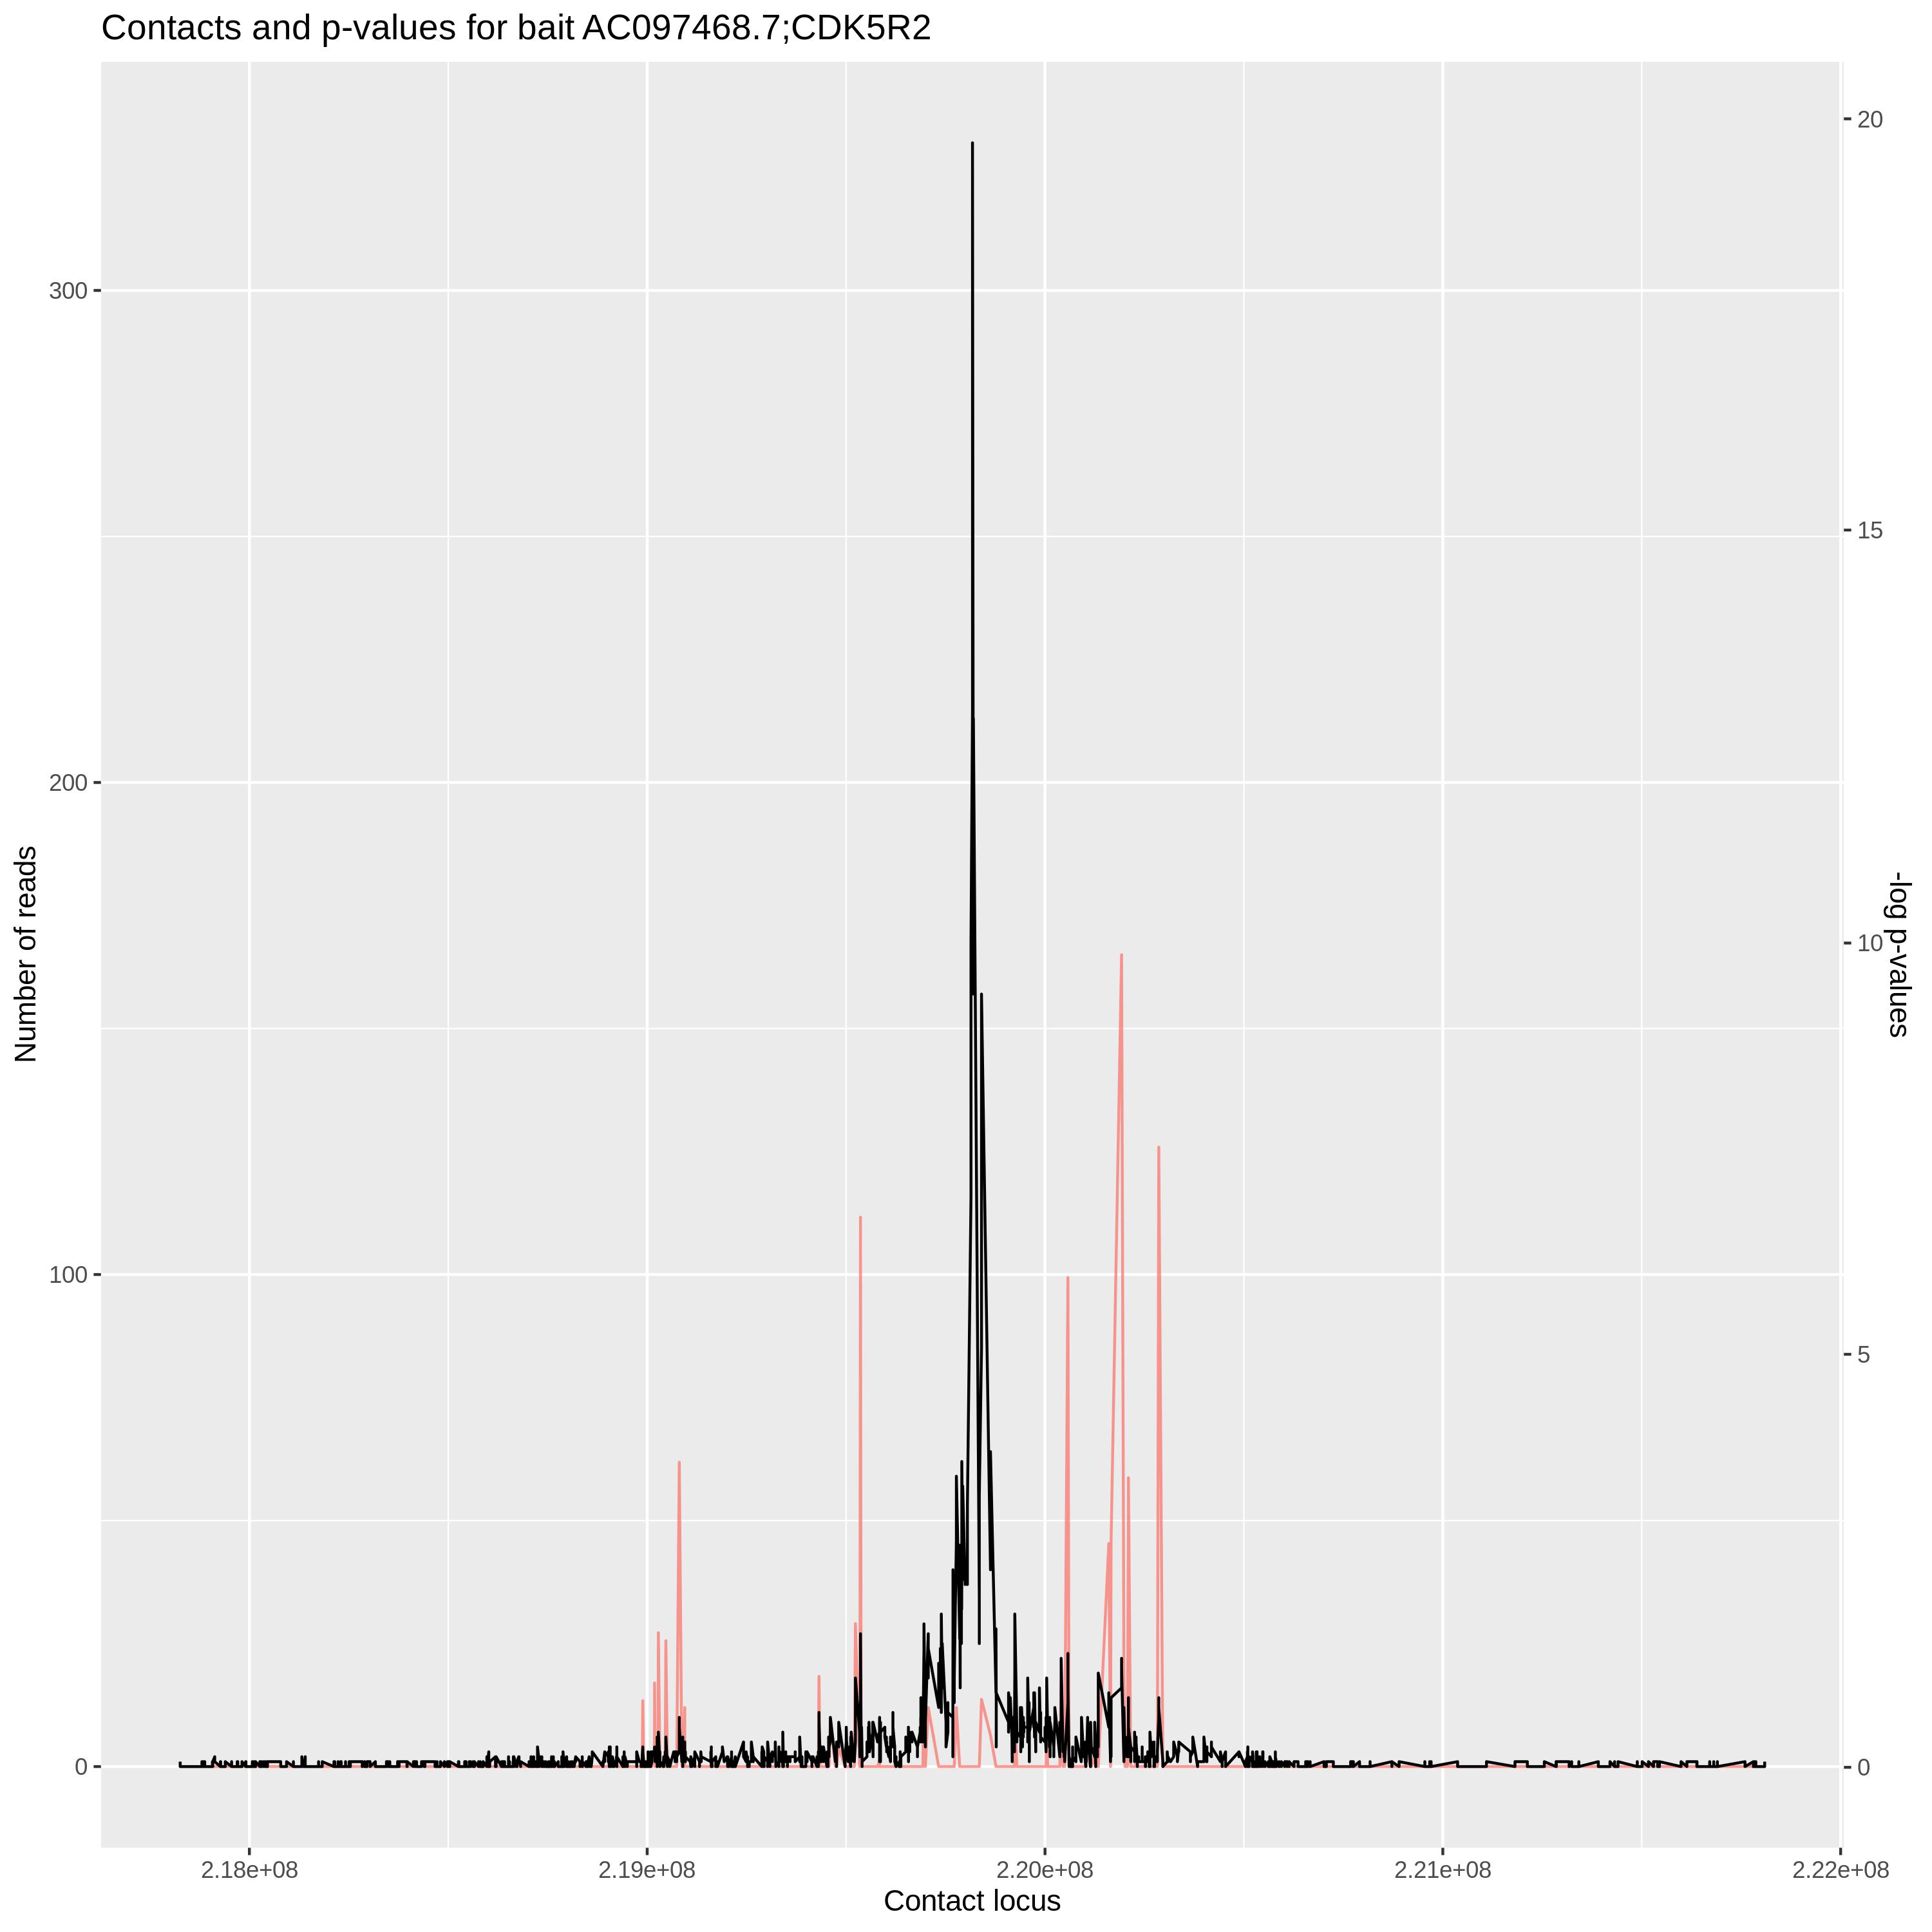 Contacts and p-values for bait AC097468.7;CDK5R2
300
200
100
0
Number of reads
20
15
10
5
0
-log p-values
2.18e+08
2.19e+08
2.20e+08
2.21e+08
2.22e+08
Contact locus